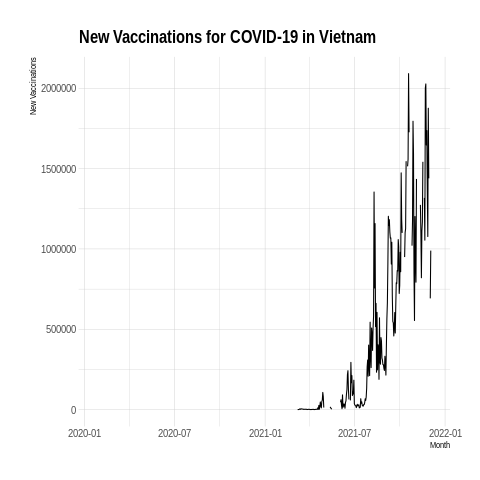 New Vaccinations for COVID-19 in Vietnam
New Vaccinations
2000000
1500000
1000000
500000
0
2020-01 2020-07 2021-01 2021-07 2022-01
Month